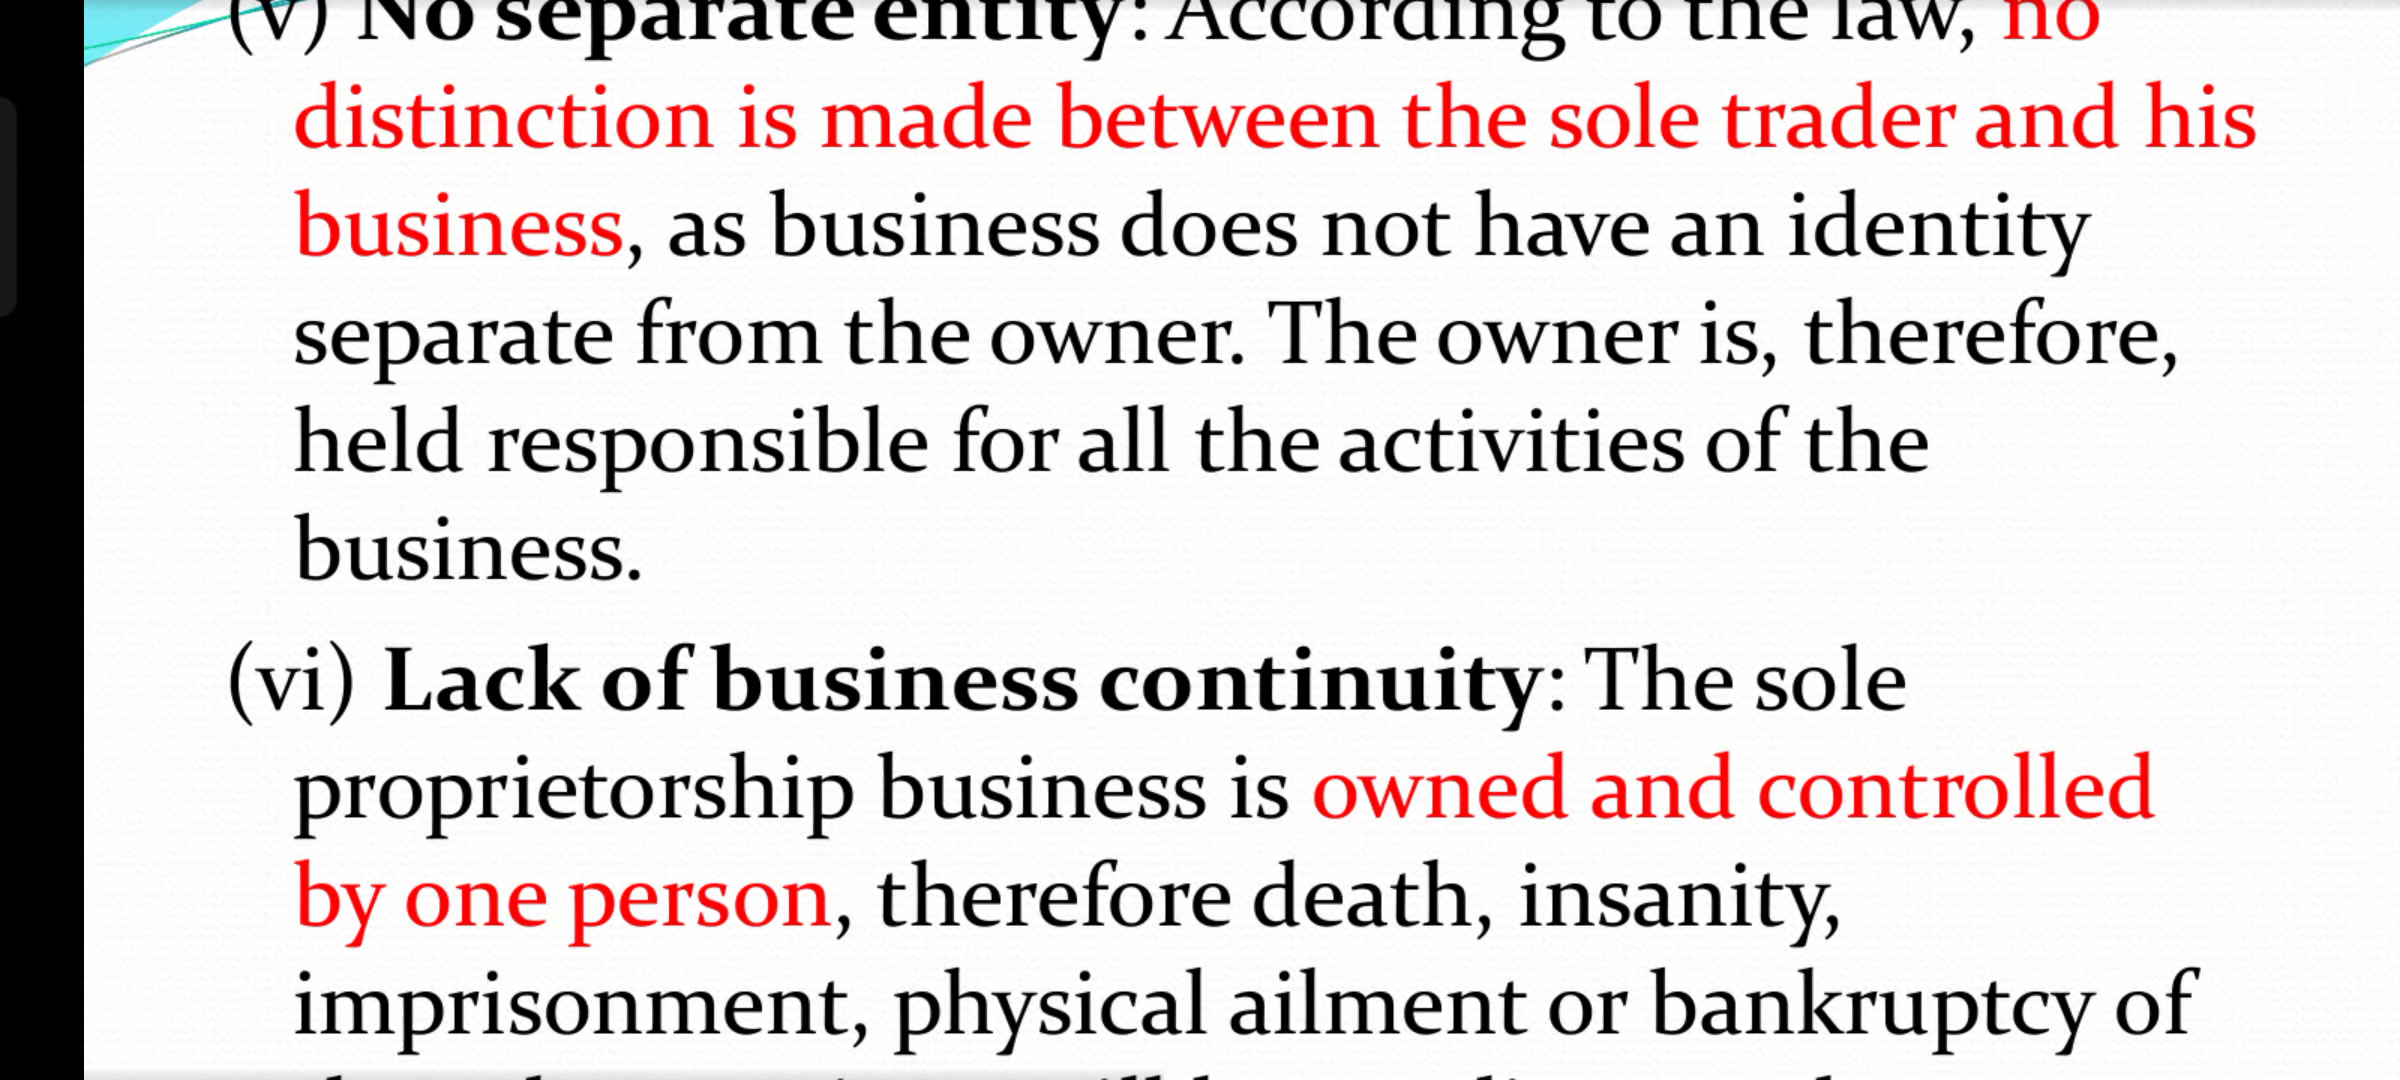 (v) No separate entity: According to the law, no
distinction is made between the sole trader and his
business, as business does not have an identity
separate from the owner. The owner is, therefore,
held responsible for all the activities of the
business.
(vi) Lack of business continuity: The sole
proprietorship business is owned and controlled
by one person, therefore death, insanity,
imprisonment, physical ailment or bankruptcy of